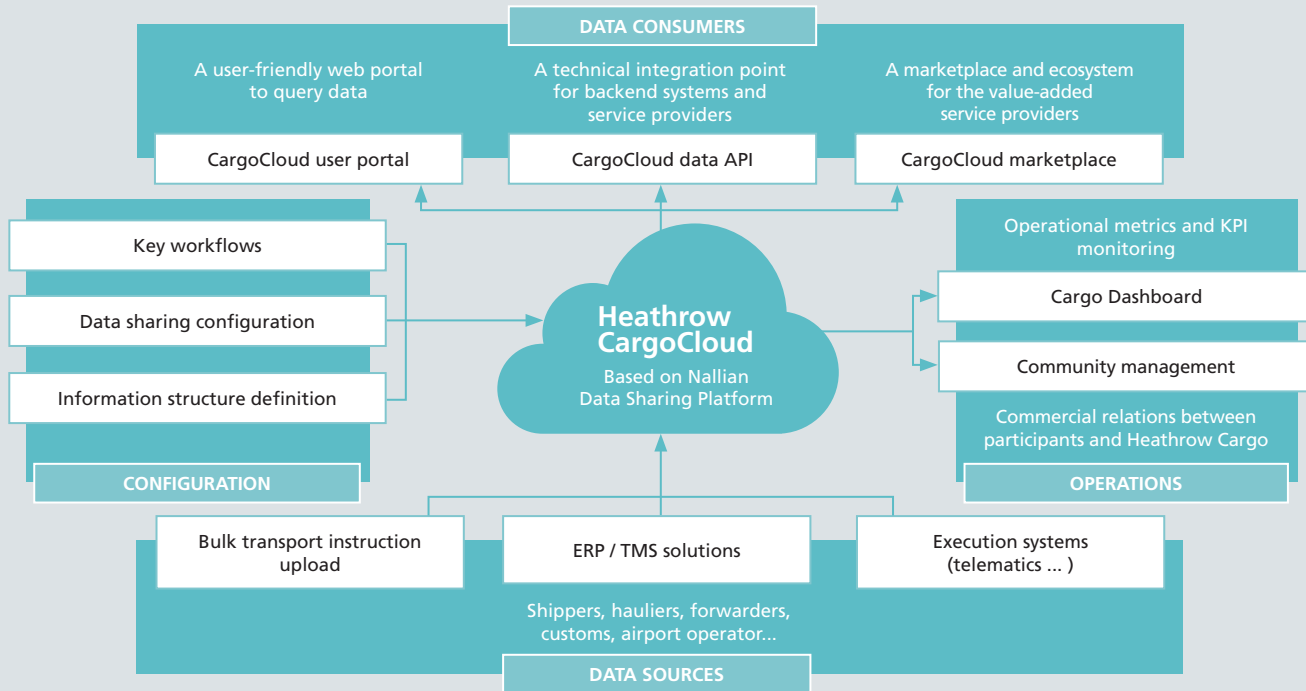 DATA CONSUMERS
A user-friendly web portal
to query data
A technical integration point
for backend systems and
service providers
A marketplace and ecosystem
for the value-added
service providers
CargoCloud user portal
CargoCloud data API
CargoCloud marketplace
Key workflows
Data sharing configuration
Information structure definition
CONFIGURATION
Heathrow
CargoCloud
Based on Nallian
Data Sharing Platform
Operational metrics and KPI
monitoring
Cargo Dashboard
Community management
Commercial relations between
participants and Heathrow Cargo
OPERATIONS
Bulk transport instruction
upload
ERP / TMS solutions
Execution systems
(telematics ... )
Shippers, hauliers, forwarders,
customs, airport operator...
DATA SOURCES